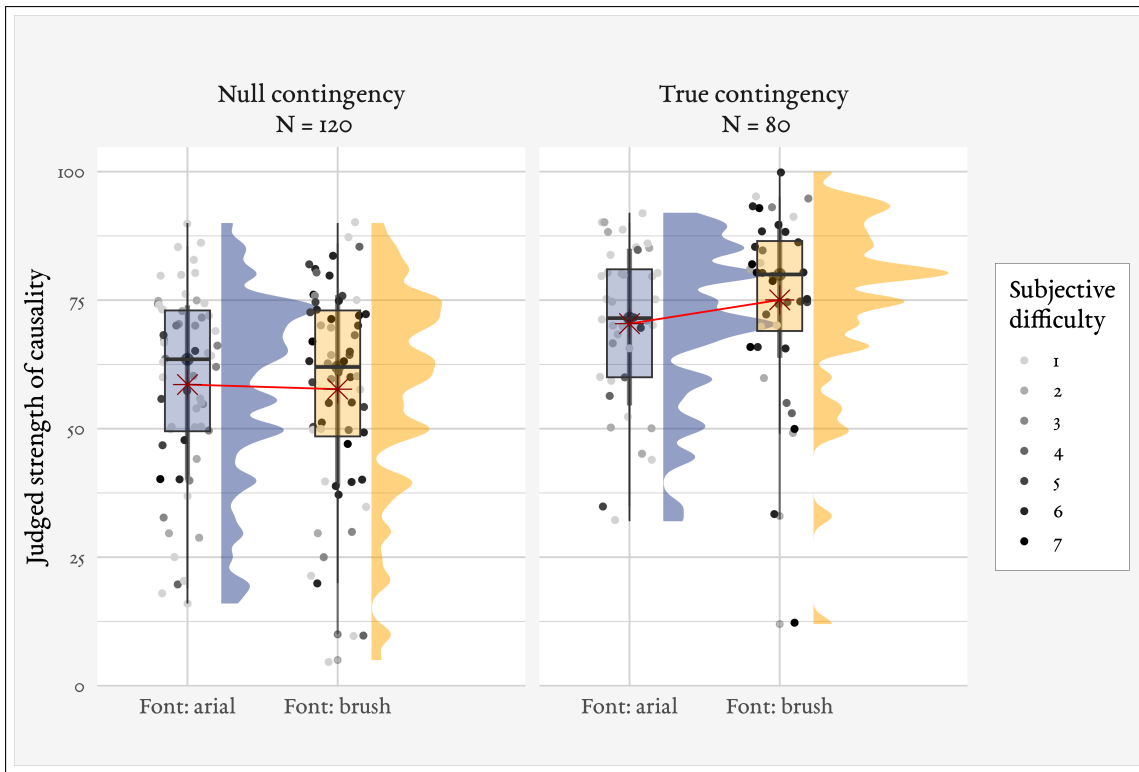 Null contingency
N = 120
True contingency
N = 80
Judged strength of causality
100
75
50
25
0
Font: arial
Font: brush
Font: arial
Font: brush
Subjective
difficulty
1
2
3
4
5
6
7